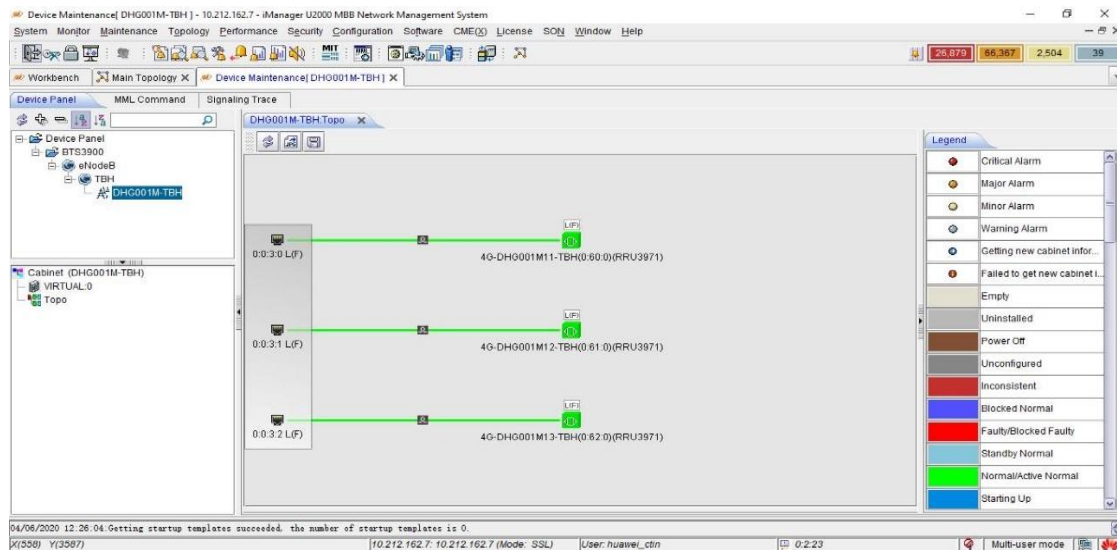 Device Maintenance[ DHG001M-TBH ] - 10.212.162.7 - iManager U2000 MBB Network Management System
System Monitor Maintenance Topology Performance Security Configuration Software CME(X) License SON Window Help
MIT
26,879 66,367 2,504 39
Workbench Main Topology Device Maintenance[ DHG001M-TBH ]
Device Panel MML Command Signaling Trace
DHG001M-TBH:Topo
Device Panel
BTS3900
eNodeB
TBH
DHG001M-TBH
Cabinet (DHG001M-TBH)
VIRTUAL:0
Topo
L(F)
0:0:3:0 L(F)
4G-DHG001M11-TBH(0:60:0)(RRU3971)
L(F)
0:0:3:1 L(F)
4G-DHG001M12-TBH(0:61:0)(RRU3971)
L(F)
0:0:3:2 L(F)
4G-DHG001M13-TBH(0:62:0)(RRU3971)
Legend
Critical Alarm
Major Alarm
Minor Alarm
Warning Alarm
Getting new cabinet infor...
Failed to get new cabinet i...
Empty
Uninstalled
Power Off
Unconfigured
Inconsistent
Blocked Normal
Faulty/Blocked Faulty
Standby Normal
Normal/Active Normal
Starting Up
04/06/2020 12:26:04:Getting startup templates succeeded, the number of startup templates is 0.
X(558) Y(3587) 10.212.162.7: 10.212.162.7 (Mode: SSL) User: huawei_ctin 0:2:23 Multi-user mode